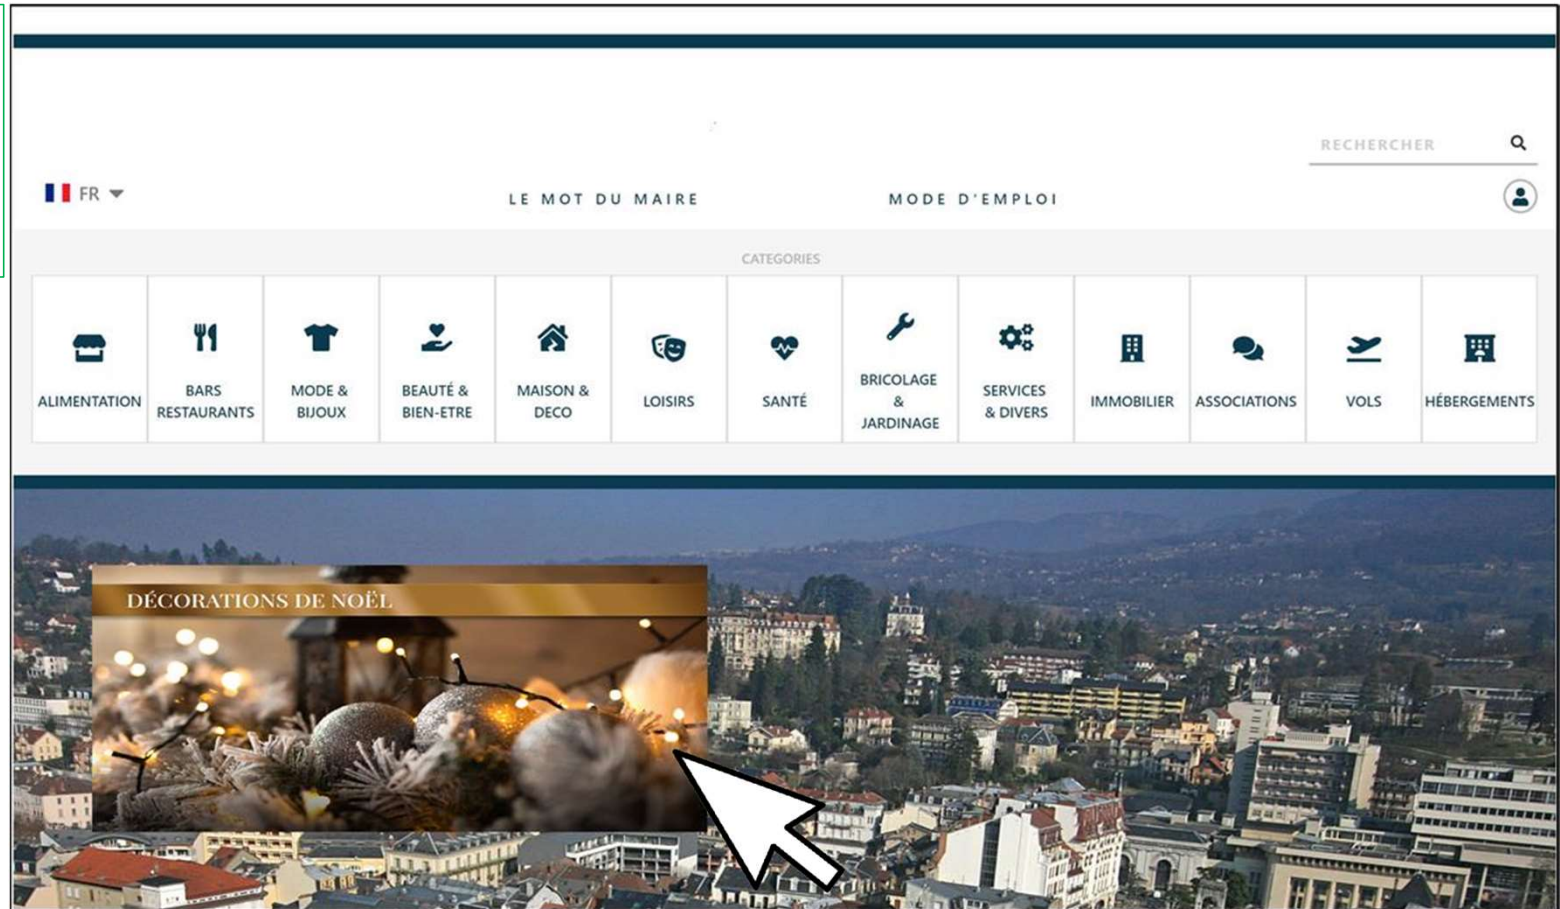 RECHERCHER
FR
LE MOT DU MAIRE
MODE D'EMPLOI
CATEGORIES
ALIMENTATION
BARS
RESTAURANTS
MODE &
BIJOUX
BEAUTÉ &
BIEN-ETRE
MAISON &
DECO
LOISIRS
SANTÉ
BRICOLAGE
&
JARDINAGE
SERVICES
& DIVERS
IMMOBILIER
ASSOCIATIONS
VOLS
HÉBERGEMENTS
DÉCORATIONS DE NOËL